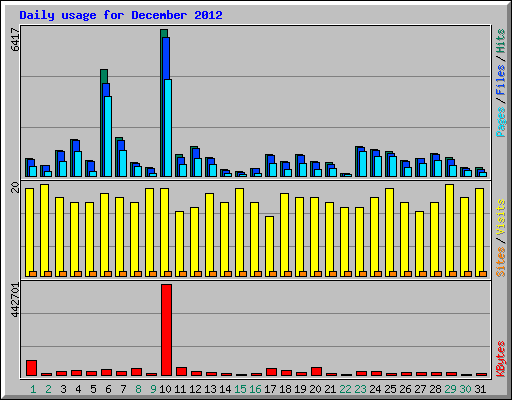 Daily usage for December 2012
6417
Pages / Files / Hits
20
Sites / Visits
442701
KBytes
1 2 3 4 5 6 7 8 9 10 11 12 13 14 15 16 17 18 19 20 21 22 23 24 25 26 27 28 29 30 31